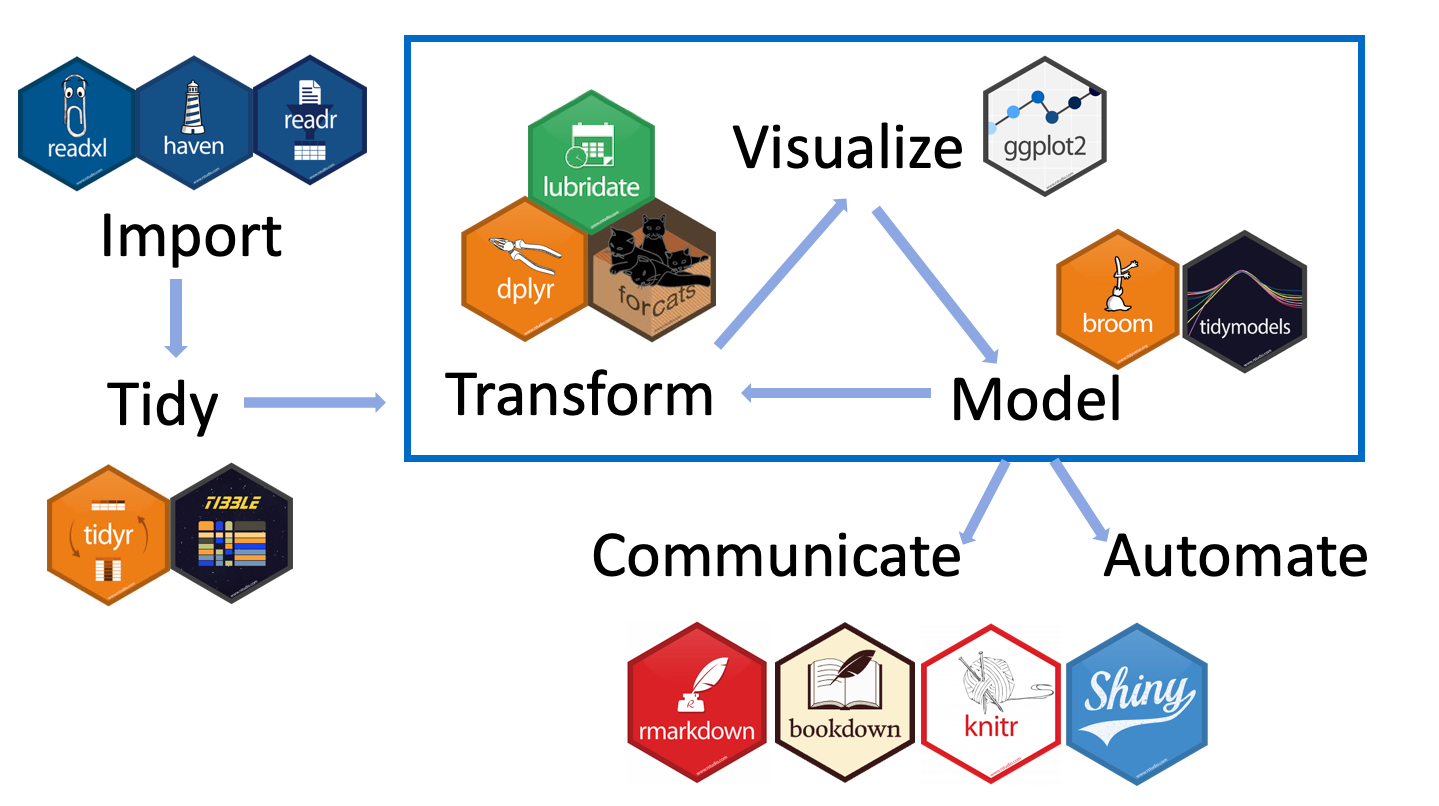 readxl
haven
readr
Import
Tidy
tidyr
TIBBLE
lubridate
dplyr
forcats
Transform
Visualize
ggplot2
broom
tidymodels
Model
Communicate
Automate
rmarkdown
bookdown
knitr
Shiny